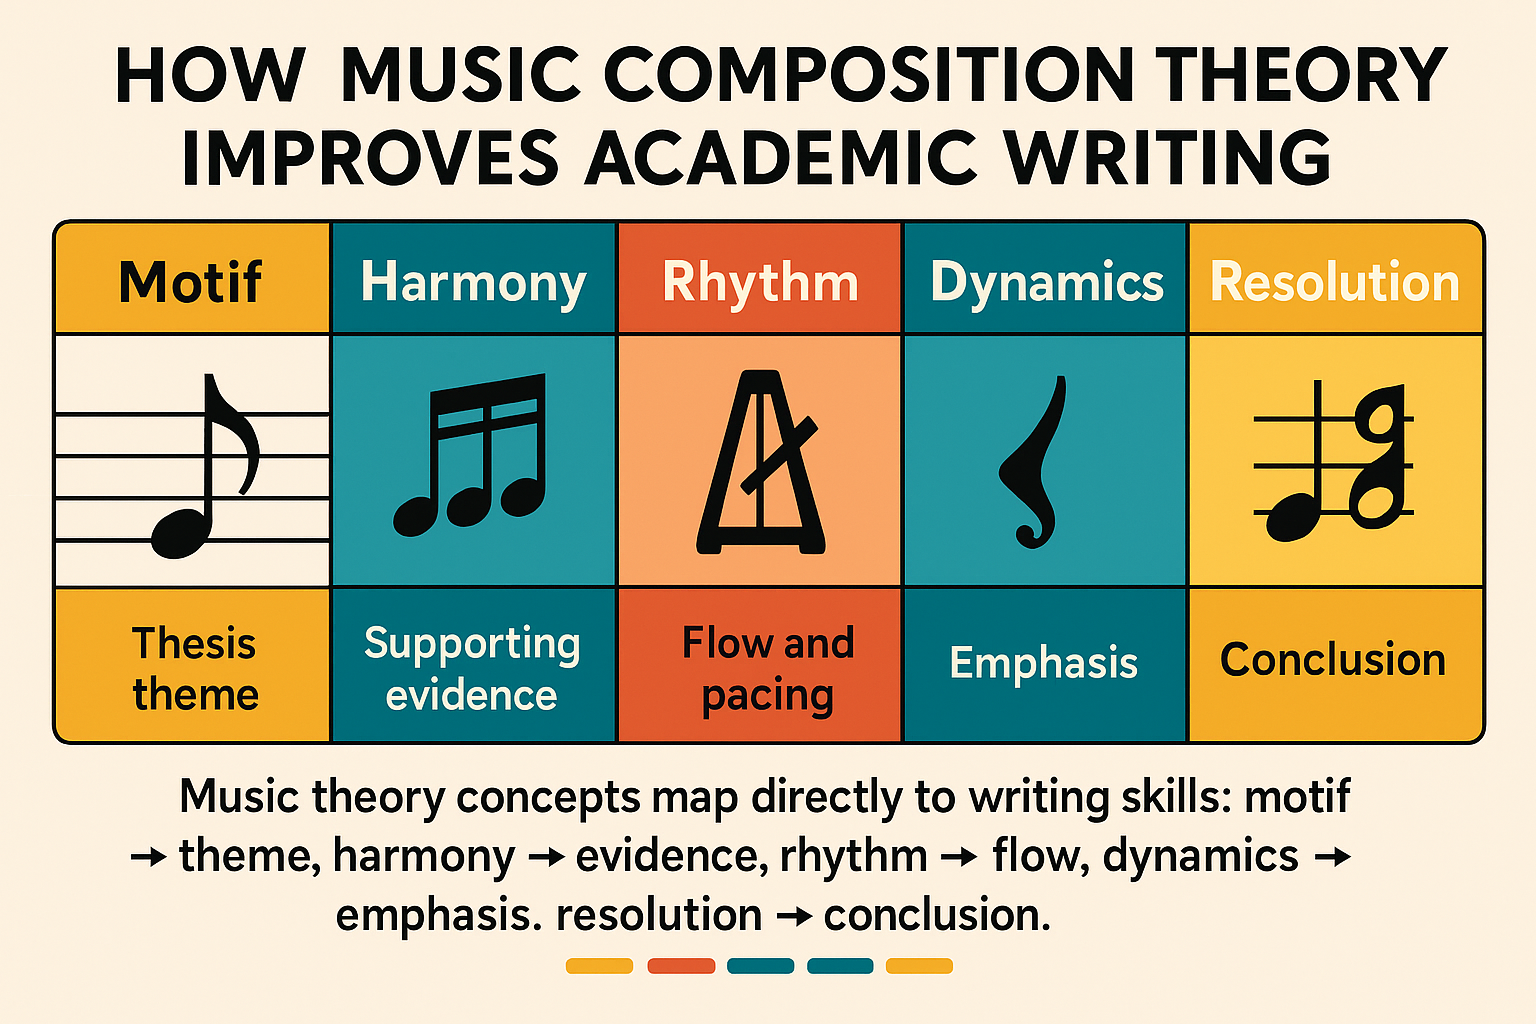 HOW MUSIC COMPOSITION THEORY
IMPROVES ACADEMIC WRITING
Motif
Harmony
Rhythm
Dynamics
Resolution
Thesis
theme
Supporting
evidence
Flow and
pacing
Emphasis
Conclusion
Music theory concepts map directly to writing skills: motif
→ theme, harmony → evidence, rhythm → flow, dynamics →
emphasis. resolution → conclusion.